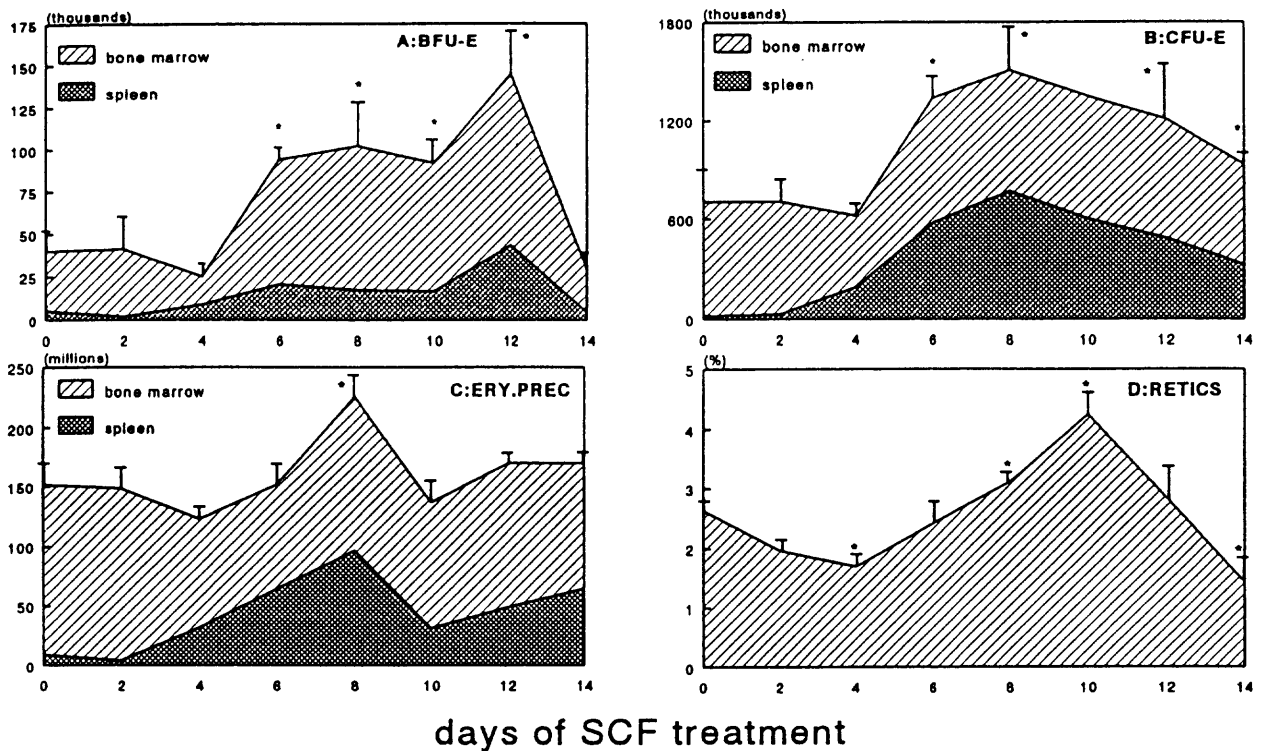 (thousands)
A:BFU-E
bone marrow
spleen
175
150
125
100
75
50
25
0
0 2 4 6 8 10 12 14
(thousands)
B:CFU-E
bone marrow
spleen
1800
1200
600
0
0 2 4 6 8 10 12 14
(millions)
C:ERY.PREC
bone marrow
spleen
250
200
150
100
50
0
0 2 4 6 8 10 12 14
(%)
D:RETICS
5
4
3
2
1
0
0 2 4 6 8 10 12 14
days of SCF treatment